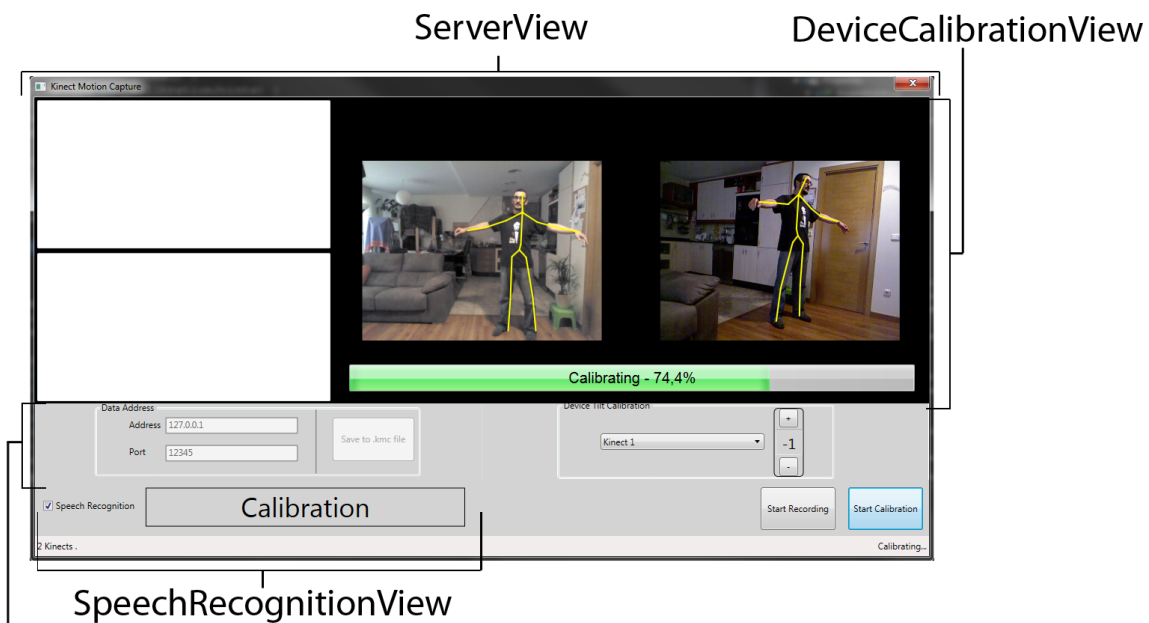 ServerView
DeviceCalibrationView
Kinect Motion Capture
Calibrating - 74,4%
Data Address
Address 127.0.0.1
Port 12345
Save to .kmc file
Device Tilt Calibration
Kinect 1
+
-1
-
Speech Recognition
Calibration
Start Recording
Start Calibration
2 Kinects .
Calibrating...
SpeechRecognitionView